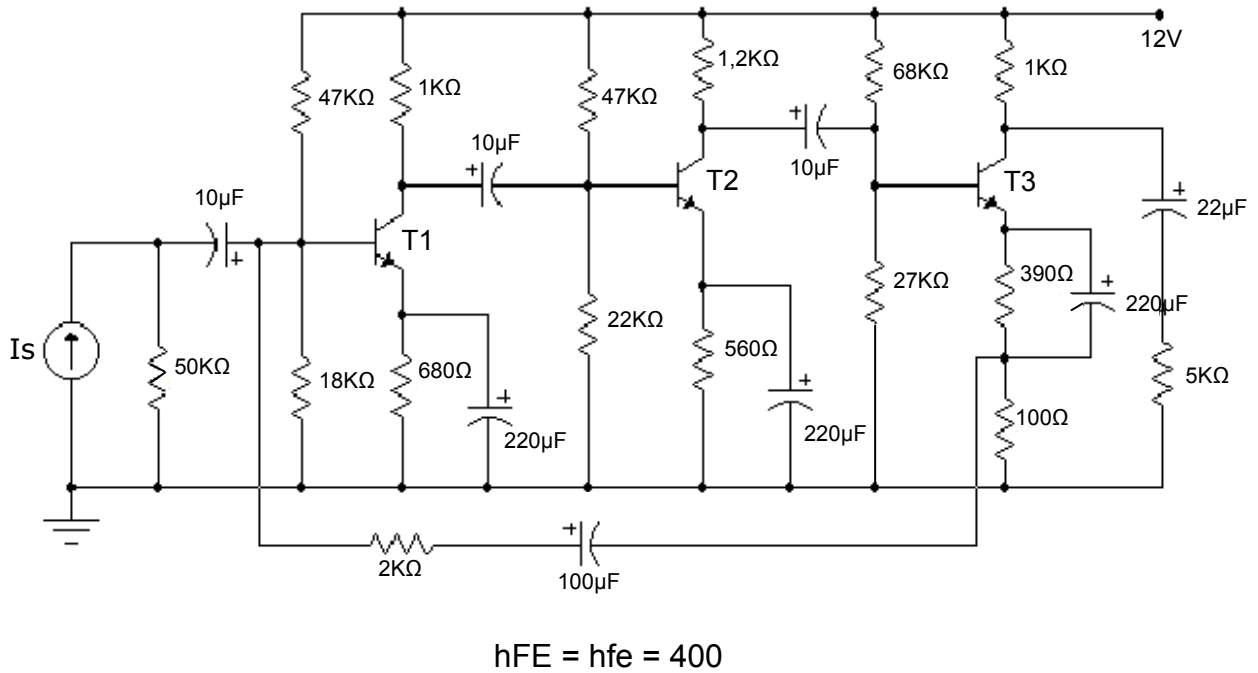 12V
47KΩ
1KΩ
47KΩ
1,2KΩ
68KΩ
1KΩ
10µF
10µF
10µF
+
+
+
T1
T2
T3
+
22µF
Is
50KΩ
18KΩ
680Ω
+
220µF
22KΩ
560Ω
+
220µF
27KΩ
390Ω
+
220µF
100Ω
5KΩ
2KΩ
+
100µF
hFE = hfe = 400